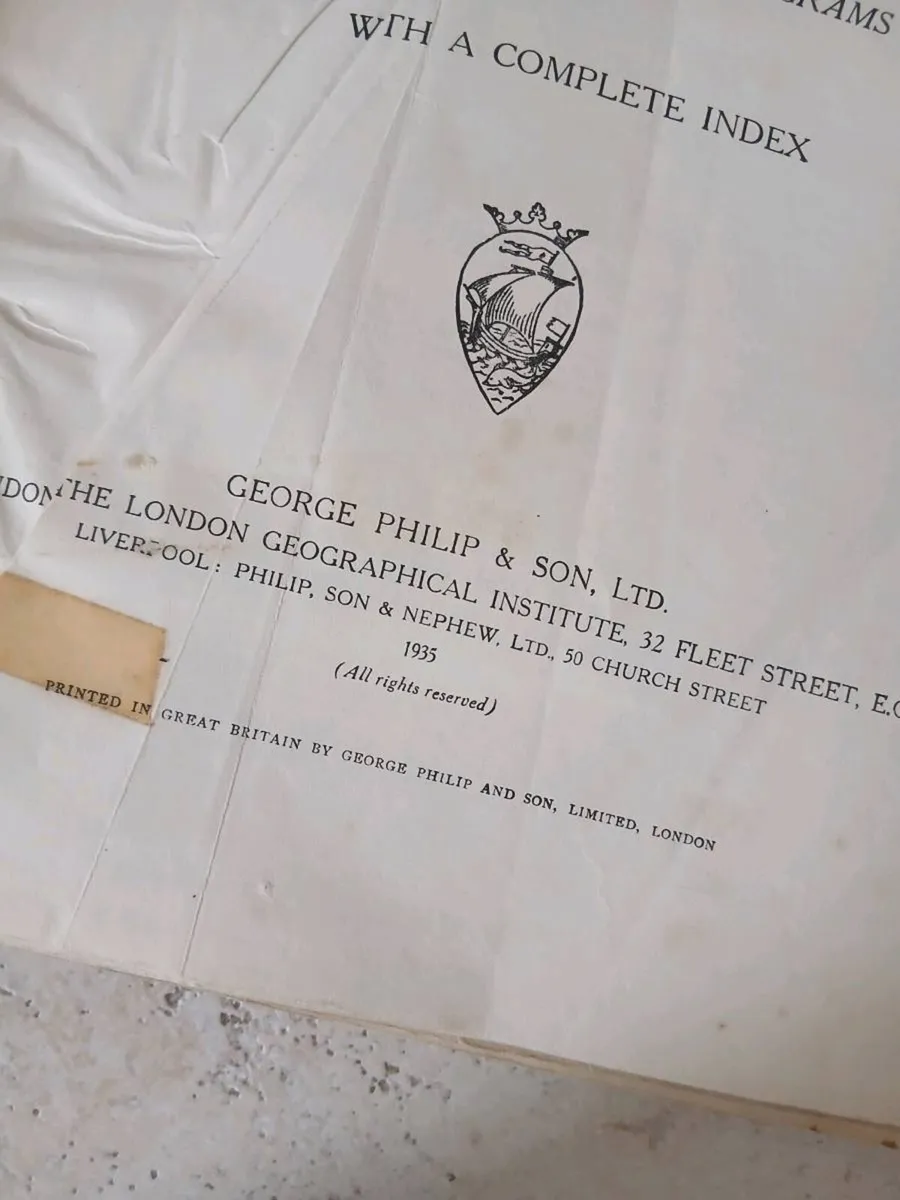 WITH A COMPLETE INDEX
GEORGE PHILIP & SON, LTD.
THE LONDON GEOGRAPHICAL INSTITUTE, 32 FLEET STREET, E.C
LIVERPOOL: PHILIP, SON & NEPHEW, LTD., 50 CHURCH STREET
1935
(All rights reserved)
PRINTED IN GREAT BRITAIN BY GEORGE PHILIP AND SON, LIMITED, LONDON